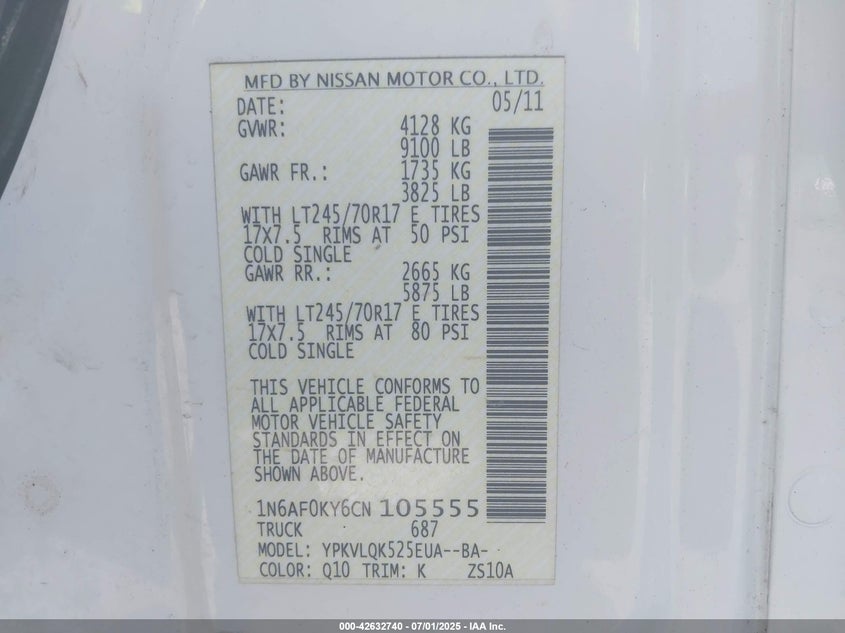 MFD BY NISSAN MOTOR CO., LTD.
DATE: 05/11
GVWR: 4128 KG
9100 LB
GAWR FR.: 1735 KG
3825 LB
WITH LT245/70R17 E TIRES
17X7.5 RIMS AT 50 PSI
COLD SINGLE
GAWR RR.: 2665 KG
5875 LB
WITH LT245/70R17 E TIRES
17X7.5 RIMS AT 80 PSI
COLD SINGLE
THIS VEHICLE CONFORMS TO
ALL APPLICABLE FEDERAL
MOTOR VEHICLE SAFETY
STANDARDS IN EFFECT ON
THE DATE OF MANUFACTURE
SHOWN ABOVE.
1N6AF0KY6CN 105555
TRUCK 687
MODEL: YPKVLQK525EUA--BA-
COLOR: Q10 TRIM: K ZS10A
000-42632740 - 07/01/2025 - IAA Inc.